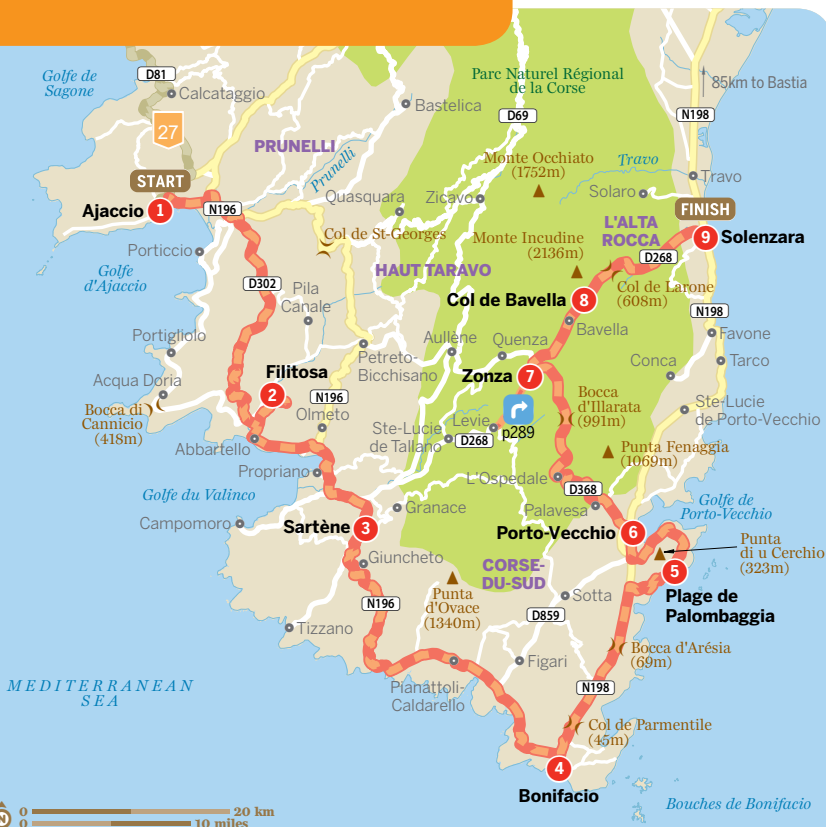 Golfe de
Sagone
D81
Calcataggio
27
START
Ajaccio
1
N196
PRUNELLI
Prunelli
Bastelica
Parc Naturel Régional
de la Corse
D69
85km to Bastia
N198
Monte Occhiato
(1752m)
Travo
Travo
Quasquara
Zicavo
Solaro
FINISH
9
Solenzara
L'ALTA
ROCCA
D268
Col de St-Georges
Monte Incudine
(2136m)
Porticcio
Golfe
d'Ajaccio
HAUT TARAVO
Col de Larone
(608m)
D302
Pila
Canale
Col de Bavella
8
N198
Bavella
Favone
Portigliolo
Aullène
Quenza
Petreto-
Bicchisano
Conca
Tarco
Acqua Doria
Filitosa
2
Zonza
7
Bocca di
Cannicio
(418m)
N196
Olmeto
Bocca
d'Illarata
(991m)
Ste-Lucie
de Porto-Vecchio
p289
Levie
Ste-Lucie
de Tallano
D268
Abbartello
Punta Fenaggia
(1069m)
Propriano
L'Ospedale
D368
Golfe du Valinco
Golfe de
Porto-Vecchio
Campomoro
Sartène
3
Granace
Palavesa
Porto-Vecchio
6
Punta
di u Cerchio
(323m)
Giuncheto
CORSE-
DU-SUD
5
Plage de
Palombaggia
N196
Punta
d'Ovace
(1340m)
Sotta
D859
Tizzano
Bocca d'Arésia
(69m)
Figari
MEDITERRANEAN
SEA
Pianattoli-
Caldarello
N198
Col de Parmentile
(45m)
4
Bonifacio
Bouches de Bonifacio
N
0
20 km
0
10 miles